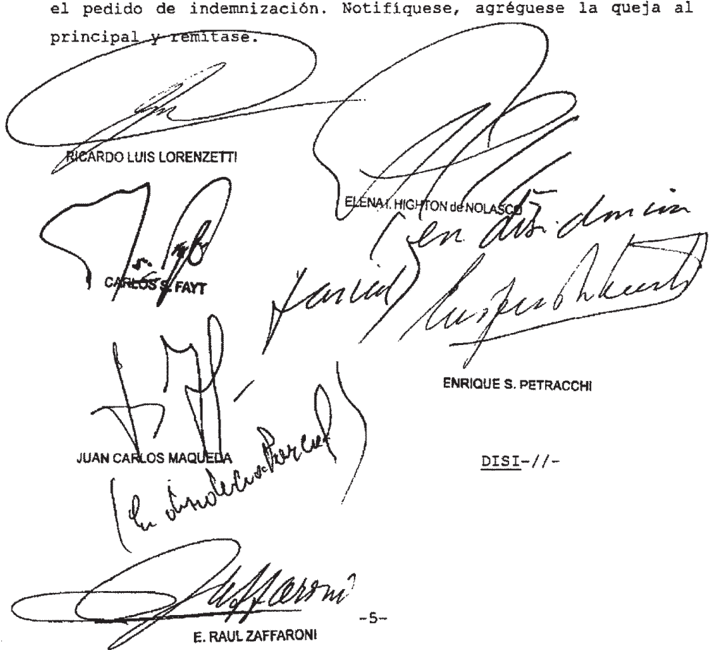 el pedido de indemnización. Notifíquese, agréguese la queja al
principal y remítase.
RICARDO LUIS LORENZETTI
ELENA I. HIGHTON de NOLASCO
(en disidencia
parcial)
CARLOS S. FAYT
ENRIQUE S. PETRACCHI
JUAN CARLOS MAQUEDA
(en disidencia Parcial)
DISI-//-
E. RAUL ZAFFARONI
-5-